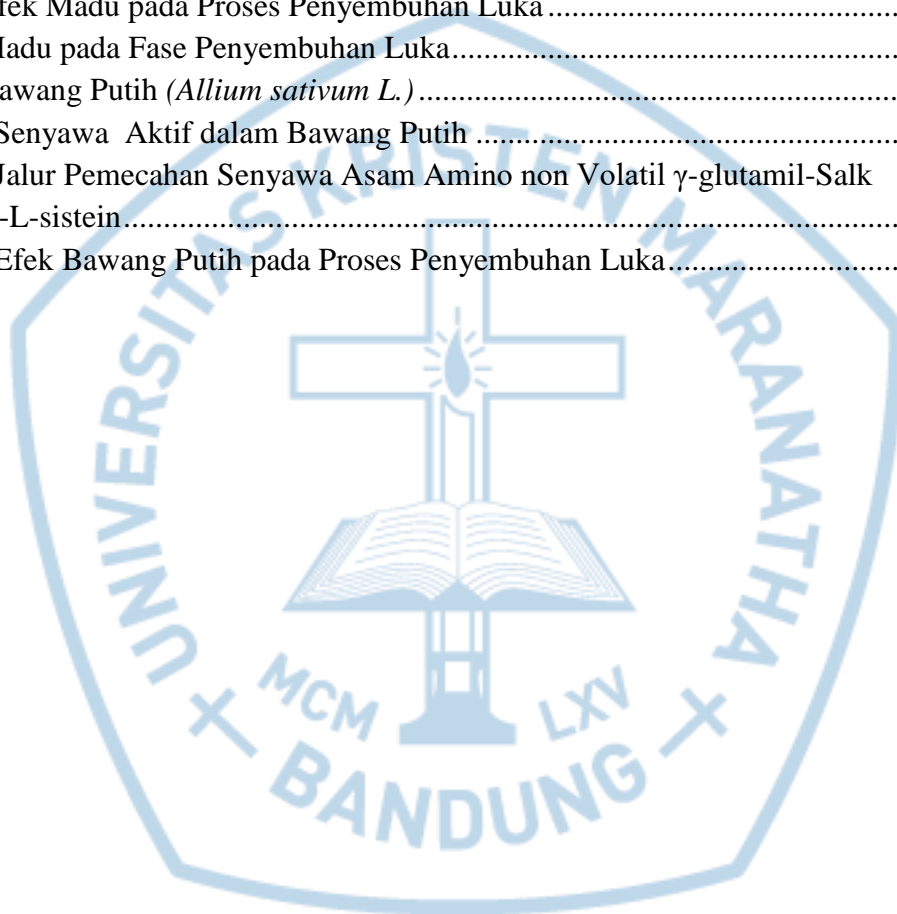 fek Madu pada Proses Penyembuhan Luka ................................................
Madu pada Fase Penyembuhan Luka................................................
awang Putih (Allium sativum L.) ................................................
Senyawa  Aktif dalam Bawang Putih ................................................
Jalur Pemecahan Senyawa Asam Amino non Volatil γ-glutamil-Salk
-L-sistein................................................
Efek Bawang Putih pada Proses Penyembuhan Luka................................................
UNIVERSITAS KRISTEN MARANATHA
MCM LXV
BANDUNG